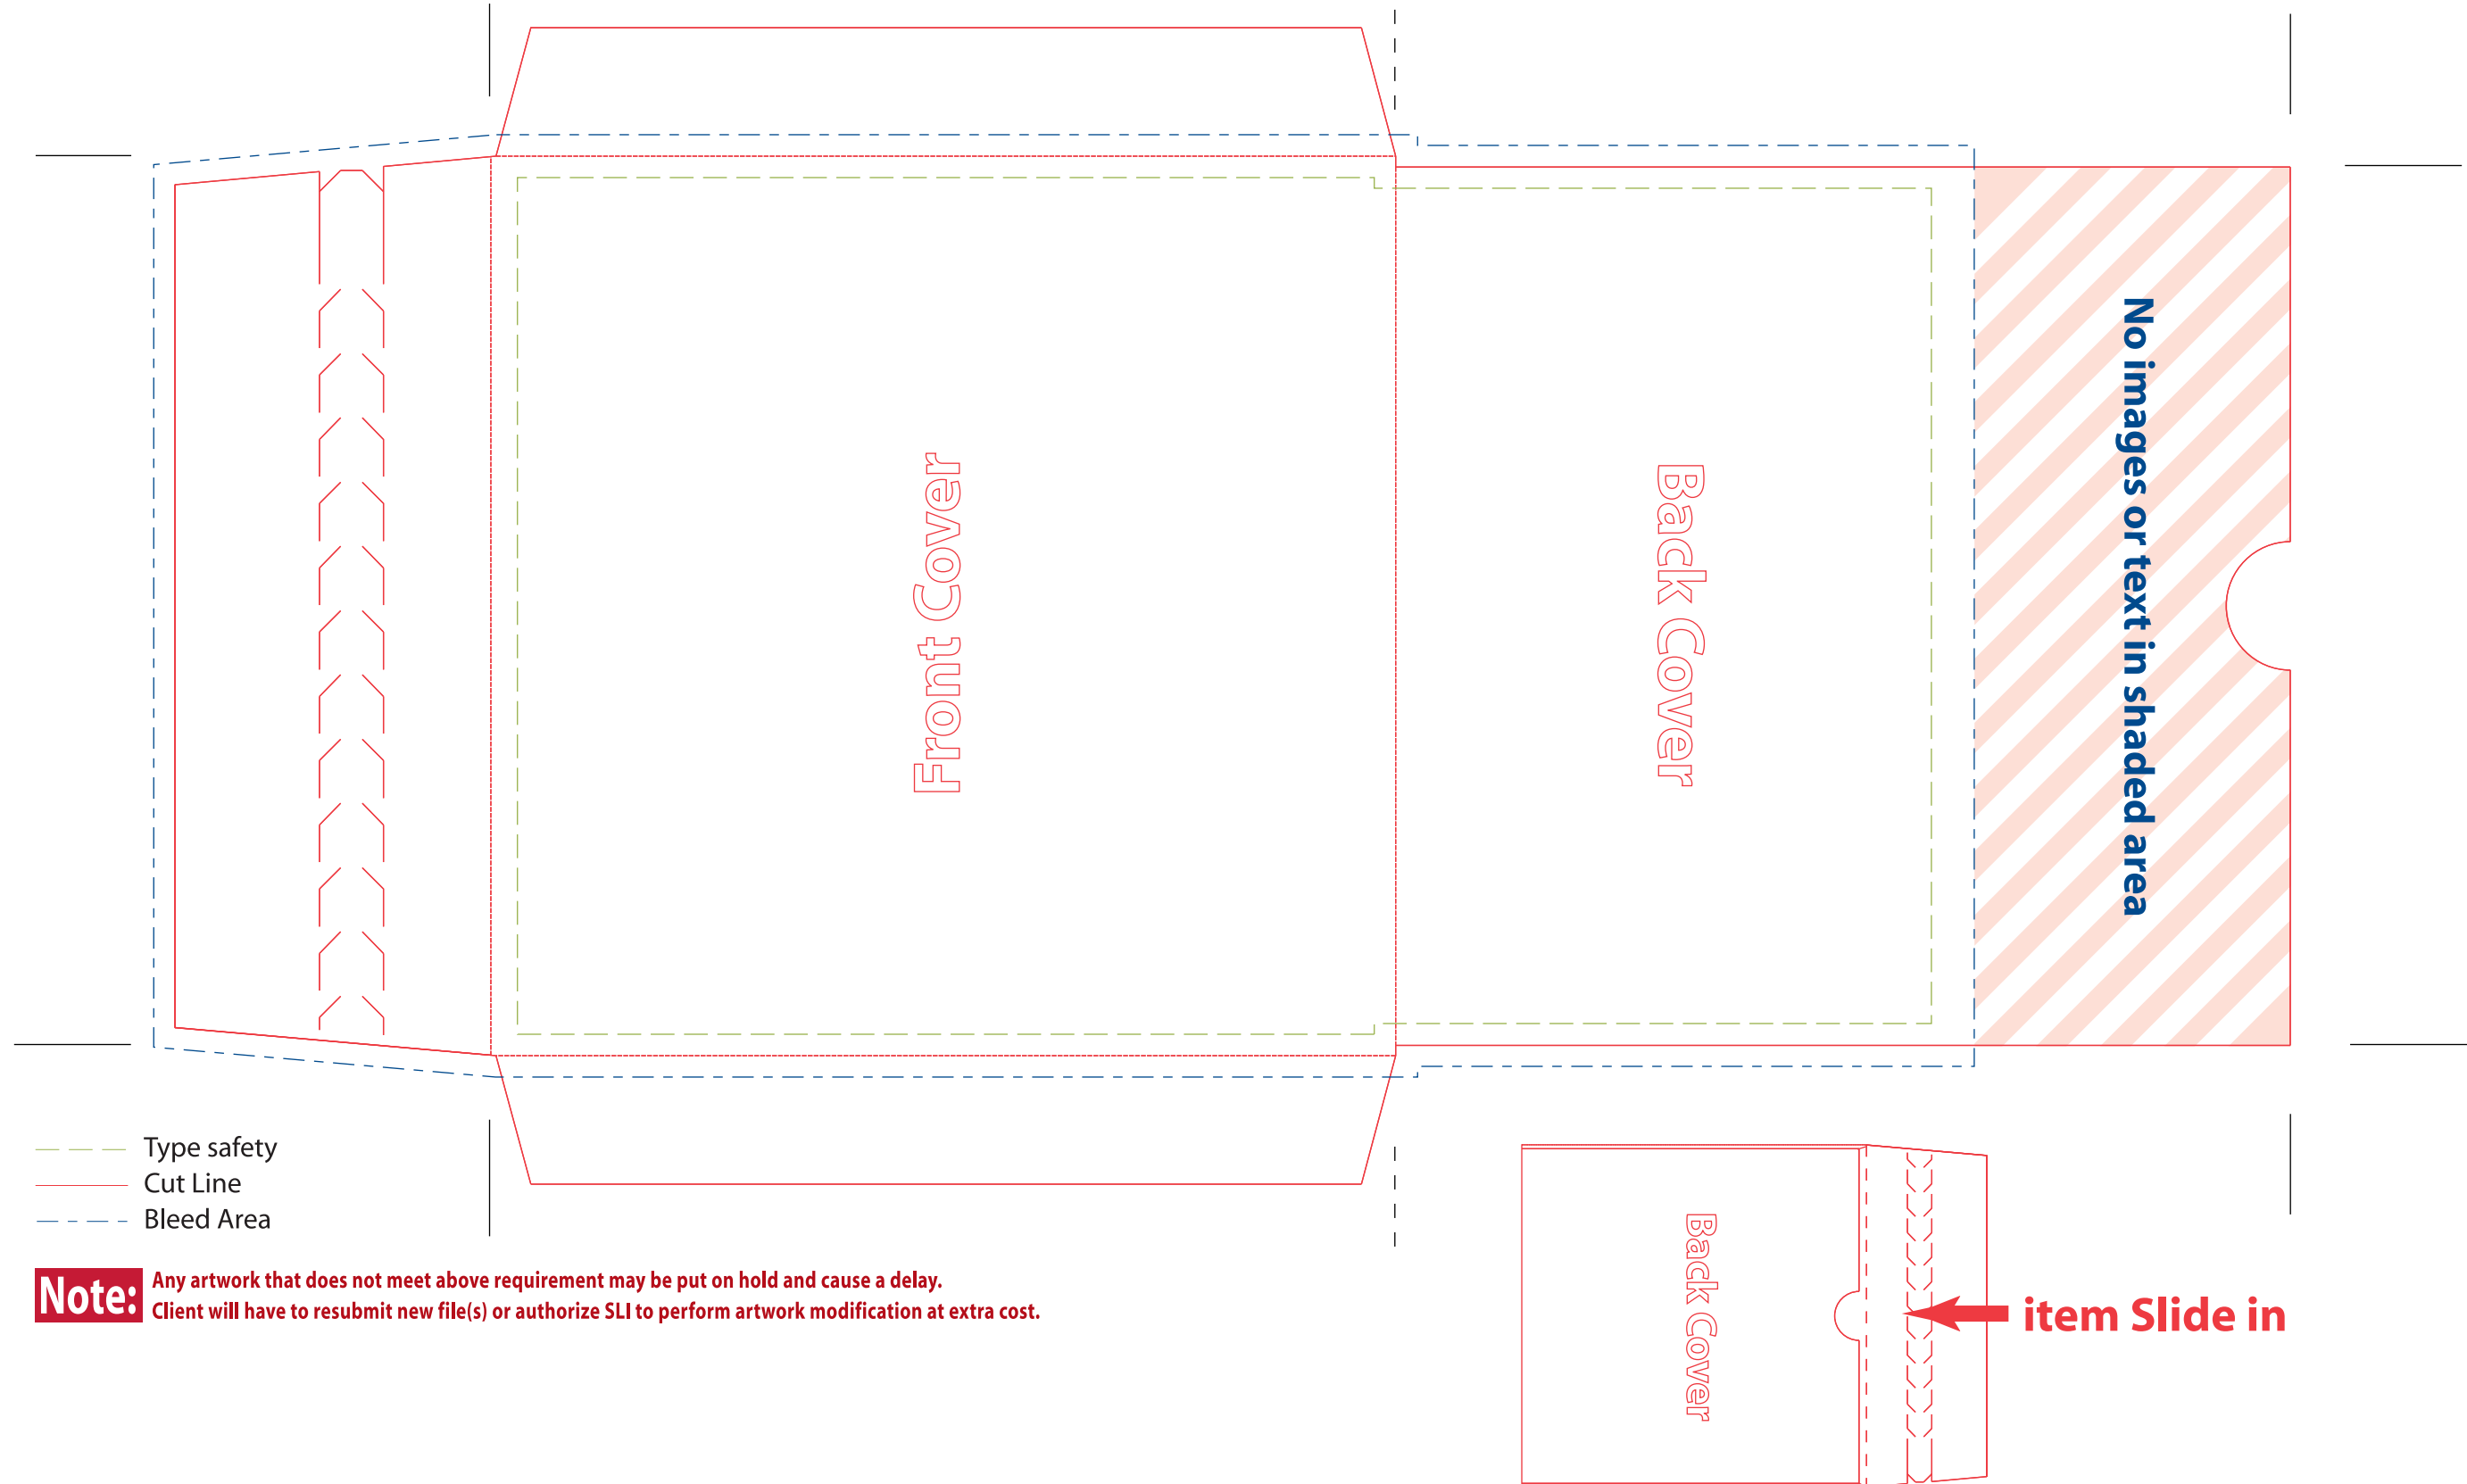 Front Cover
Back Cover
No images or text in shaded area
Type safety
Cut Line
Bleed Area
Note: Any artwork that does not meet above requirement may be put on hold and cause a delay.
Client will have to resubmit new file(s) or authorize SLI to perform artwork modification at extra cost.
Back Cover
item Slide in